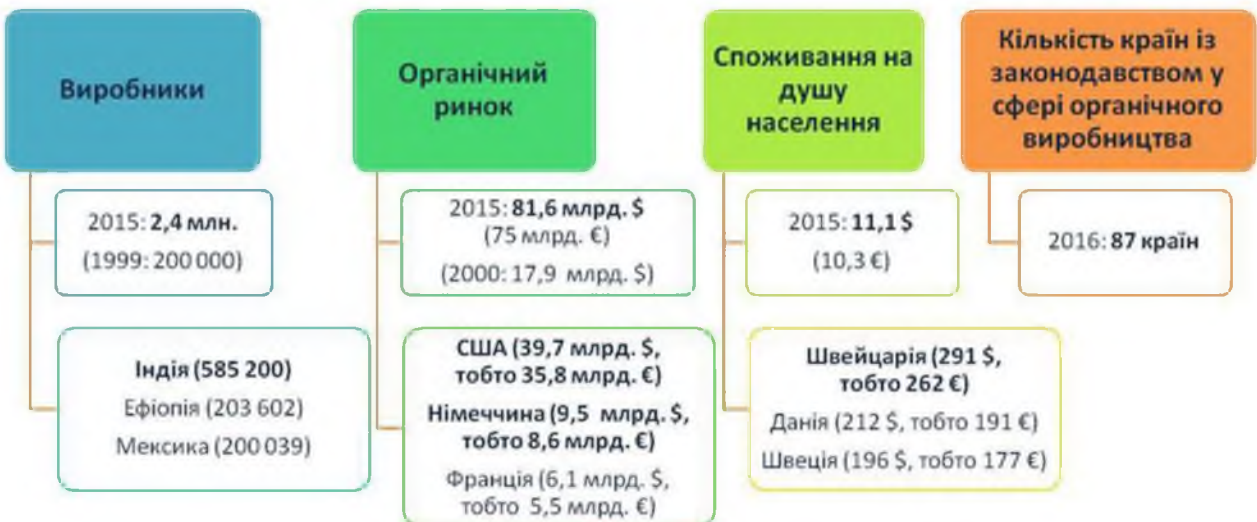 Виробники
2015: 2,4 млн.
(1999: 200 000)
Індія (585 200)
Ефіопія (203 602)
Мексика (200 039)
Органічний
ринок
2015: 81,6 млрд. $
(75 млрд. €)
(2000: 17,9 млрд. $)
США (39,7 млрд. $,
тобто 35,8 млрд. €)
Німеччина (9,5 млрд. $,
тобто 8,6 млрд. €)
Франція (6,1 млрд. $,
тобто 5,5 млрд. €)
Споживання на
душу
населення
2015: 11,1 $
(10,3 €)
Швейцарія (291 $,
тобто 262 €)
Данія (212 $, тобто 191 €)
Швеція (196 $, тобто 177 €)
Кількість країн із
законодавством у
сфері органічного
виробництва
2016: 87 країн